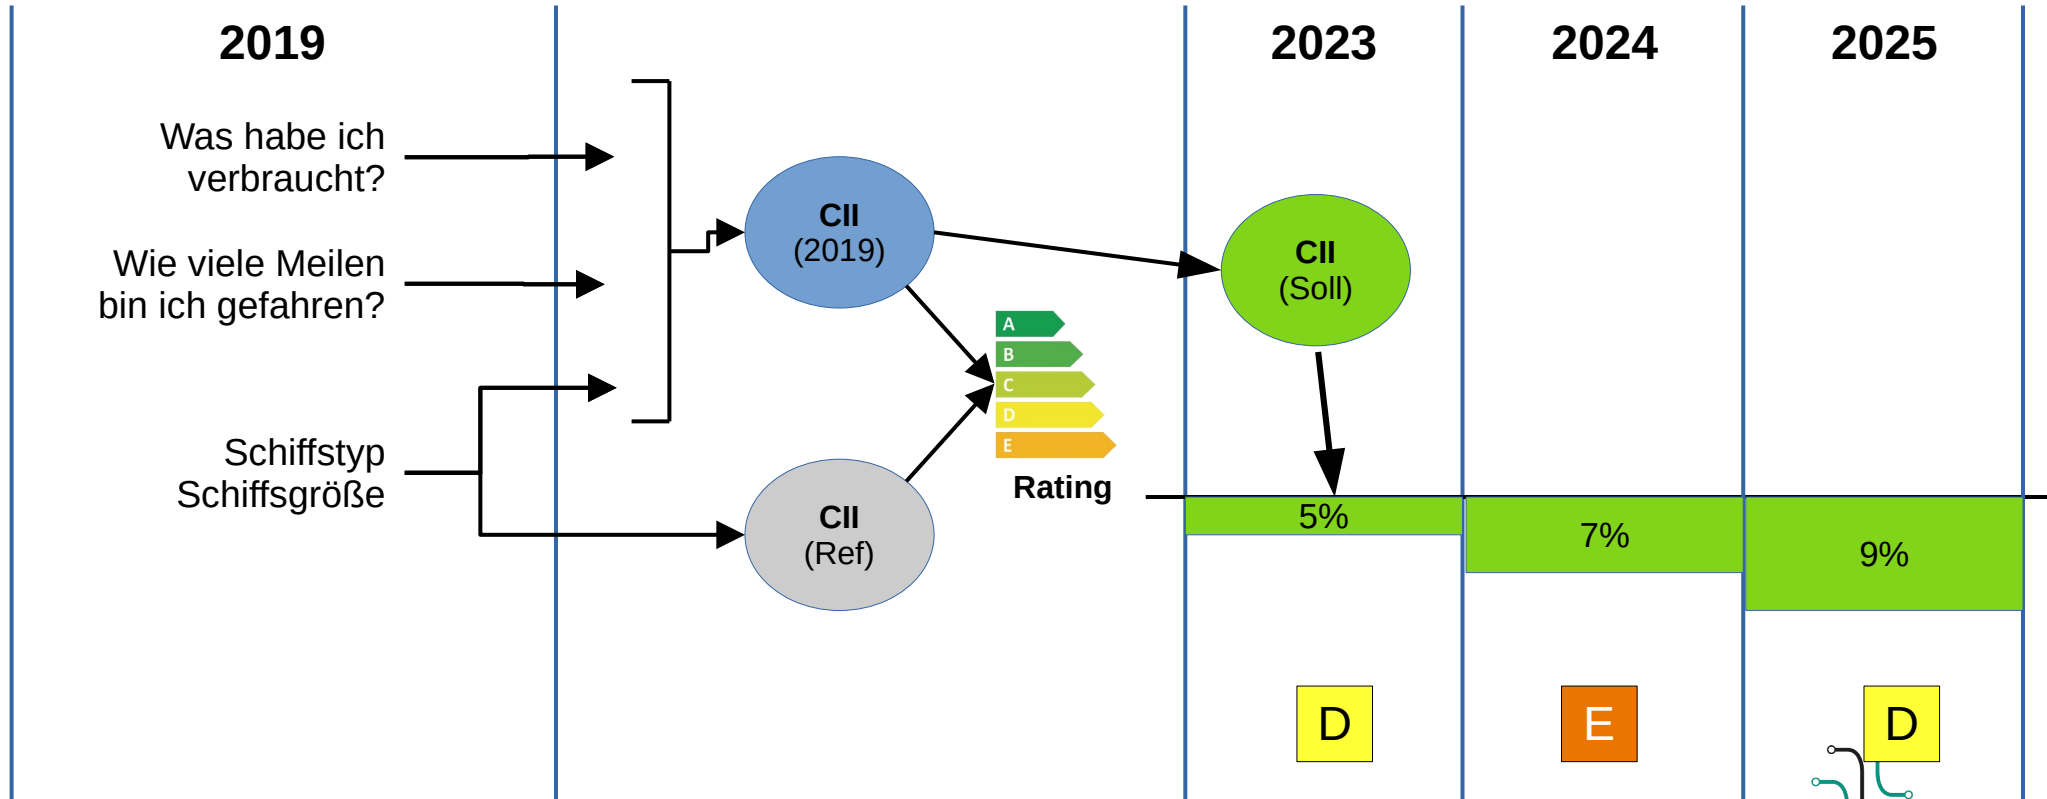 2019
2023
2024
2025
Was habe ich
verbraucht?
Wie viele Meilen
bin ich gefahren?
Schiffstyp
Schiffsgröße
CII
(2019)
CII
(Ref)
A
B
C
D
E
Rating
CII
(Soll)
5%
7%
9%
D
E
D